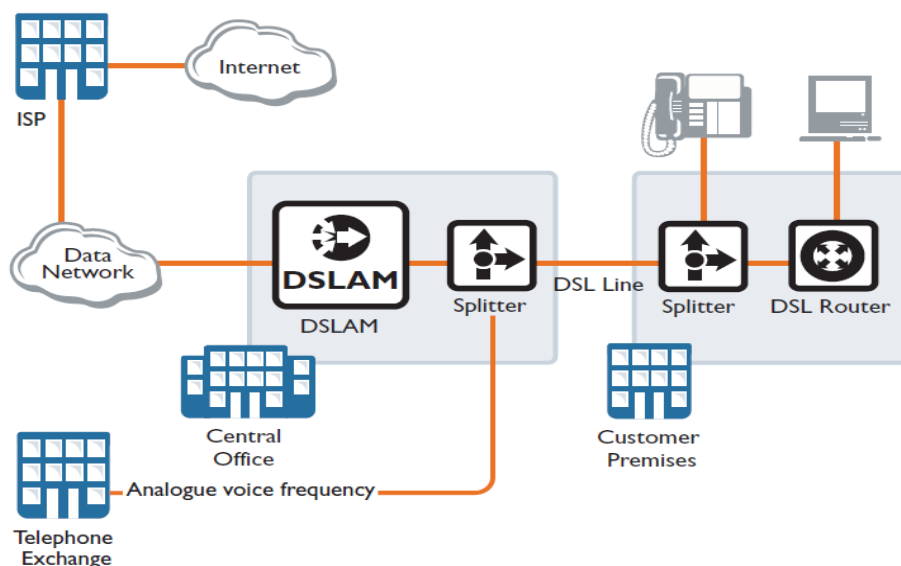 Internet
ISP
Data
Network
DSLAM
DSLAM
Splitter
DSL Line
Splitter
DSL Router
Central
Office
Customer
Premises
Analogue voice frequency
Telephone
Exchange